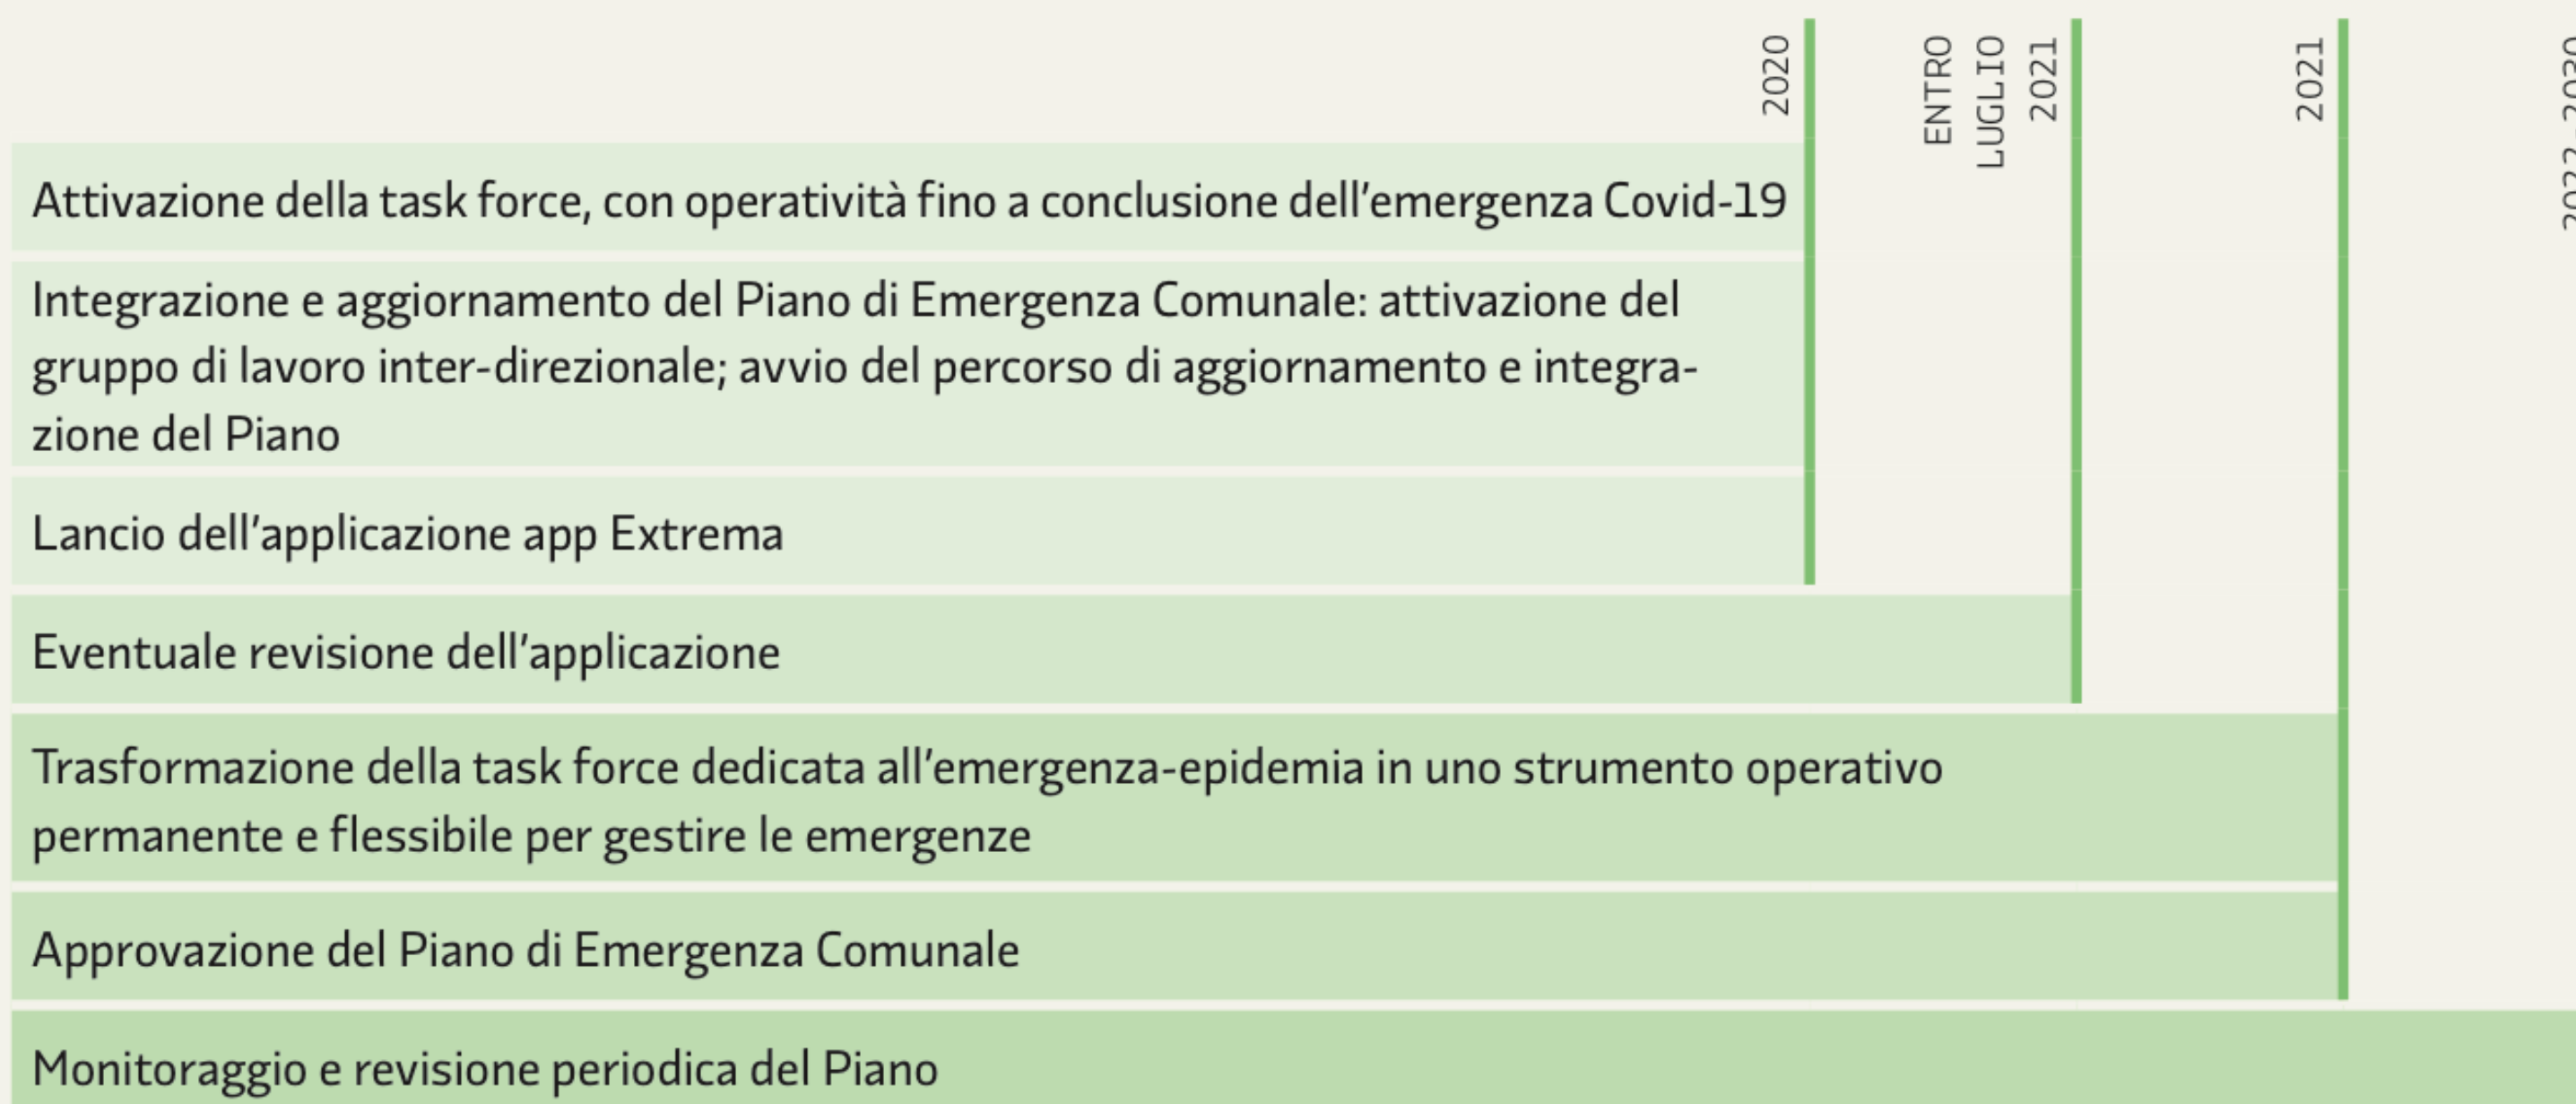 2020
ENTRO
LUGLIO
2021
2021
Attivazione della task force, con operatività fino a conclusione dell’emergenza Covid-19
Integrazione e aggiornamento del Piano di Emergenza Comunale: attivazione del
gruppo di lavoro inter-direzionale; avvio del percorso di aggiornamento e integra-
zione del Piano
Lancio dell’applicazione app Extrema
Eventuale revisione dell’applicazione
Trasformazione della task force dedicata all’emergenza-epidemia in uno strumento operativo
permanente e flessibile per gestire le emergenze
Approvazione del Piano di Emergenza Comunale
Monitoraggio e revisione periodica del Piano